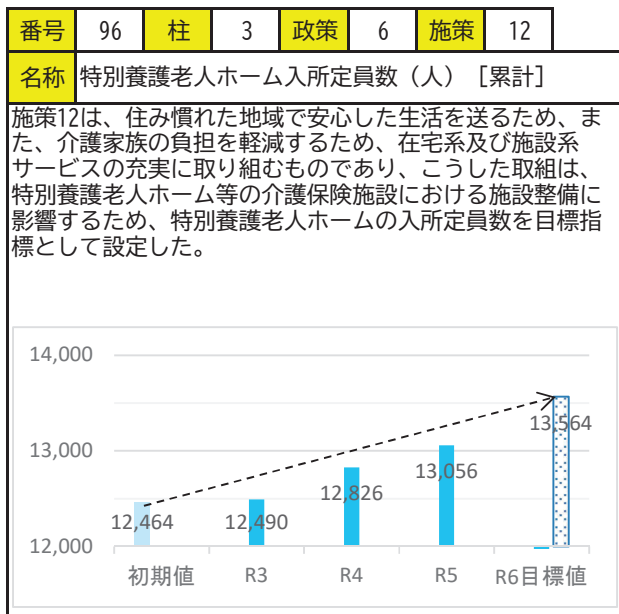 番号 96 柱 3 政策 6 施策 12
名称 特別養護老人ホーム入所定員数（人）［累計］
施策12は、住み慣れた地域で安心した生活を送るため、ま
た、介護家族の負担を軽減するため、在宅系及び施設系
サービスの充実に取り組むものであり、こうした取組は、
特別養護老人ホーム等の介護保険施設における施設整備に
影響するため、特別養護老人ホームの入所定員数を目標指
標として設定した。
14,000
13,000
12,000
12,464
12,490
12,826
13,056
13,564
初期値 R3 R4 R5 R6目標値